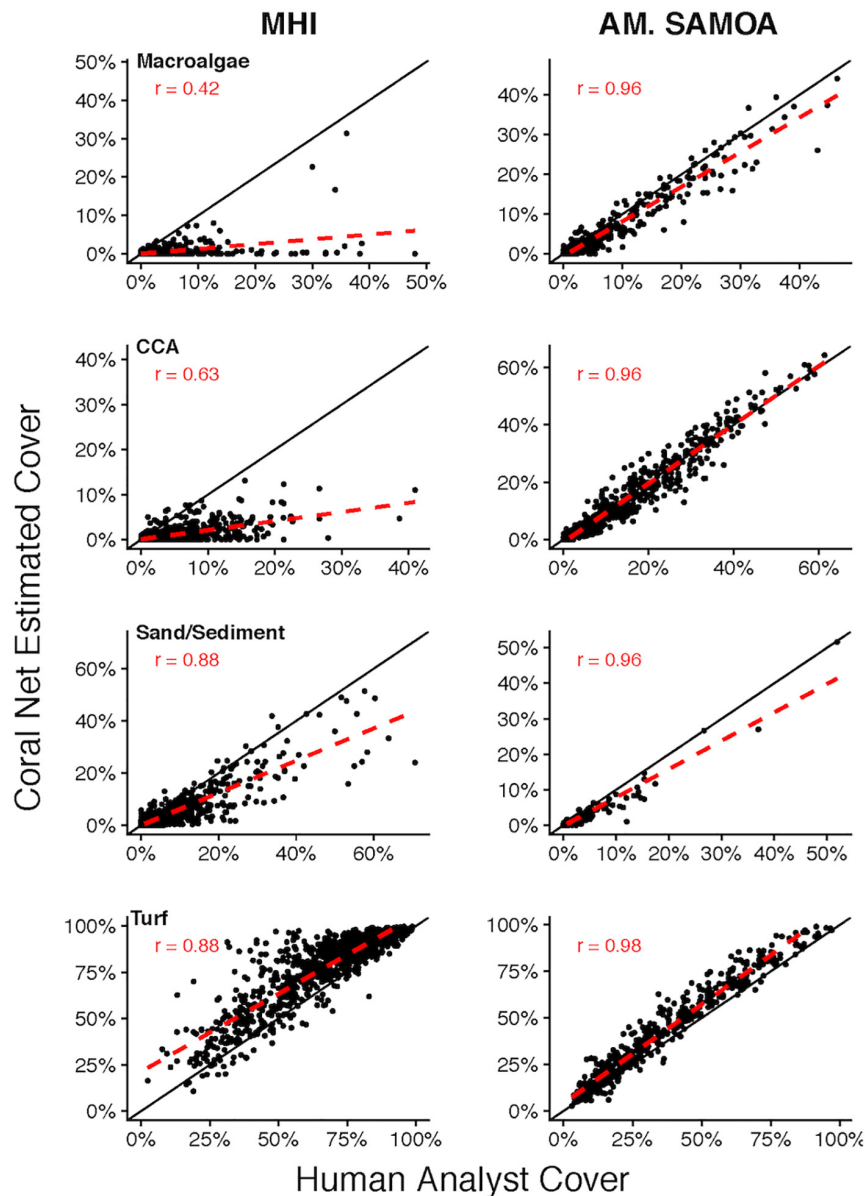 MHI AM. SAMOA
Macroalgae
r = 0.42
50%
40%
30%
20%
10%
0%
0% 10% 20% 30% 40% 50%
r = 0.96
40%
30%
20%
10%
0%
0% 10% 20% 30% 40%
CCA
r = 0.63
40%
30%
20%
10%
0%
0% 10% 20% 30% 40%
r = 0.96
60%
40%
20%
0%
0% 20% 40% 60%
Sand/Sediment
r = 0.88
60%
40%
20%
0%
0% 20% 40% 60%
r = 0.96
50%
40%
30%
20%
10%
0%
0% 10% 20% 30% 40% 50%
Turf
r = 0.88
100%
75%
50%
25%
0%
0% 25% 50% 75% 100%
r = 0.98
100%
75%
50%
25%
0%
0% 25% 50% 75% 100%
Coral Net Estimated Cover
Human Analyst Cover